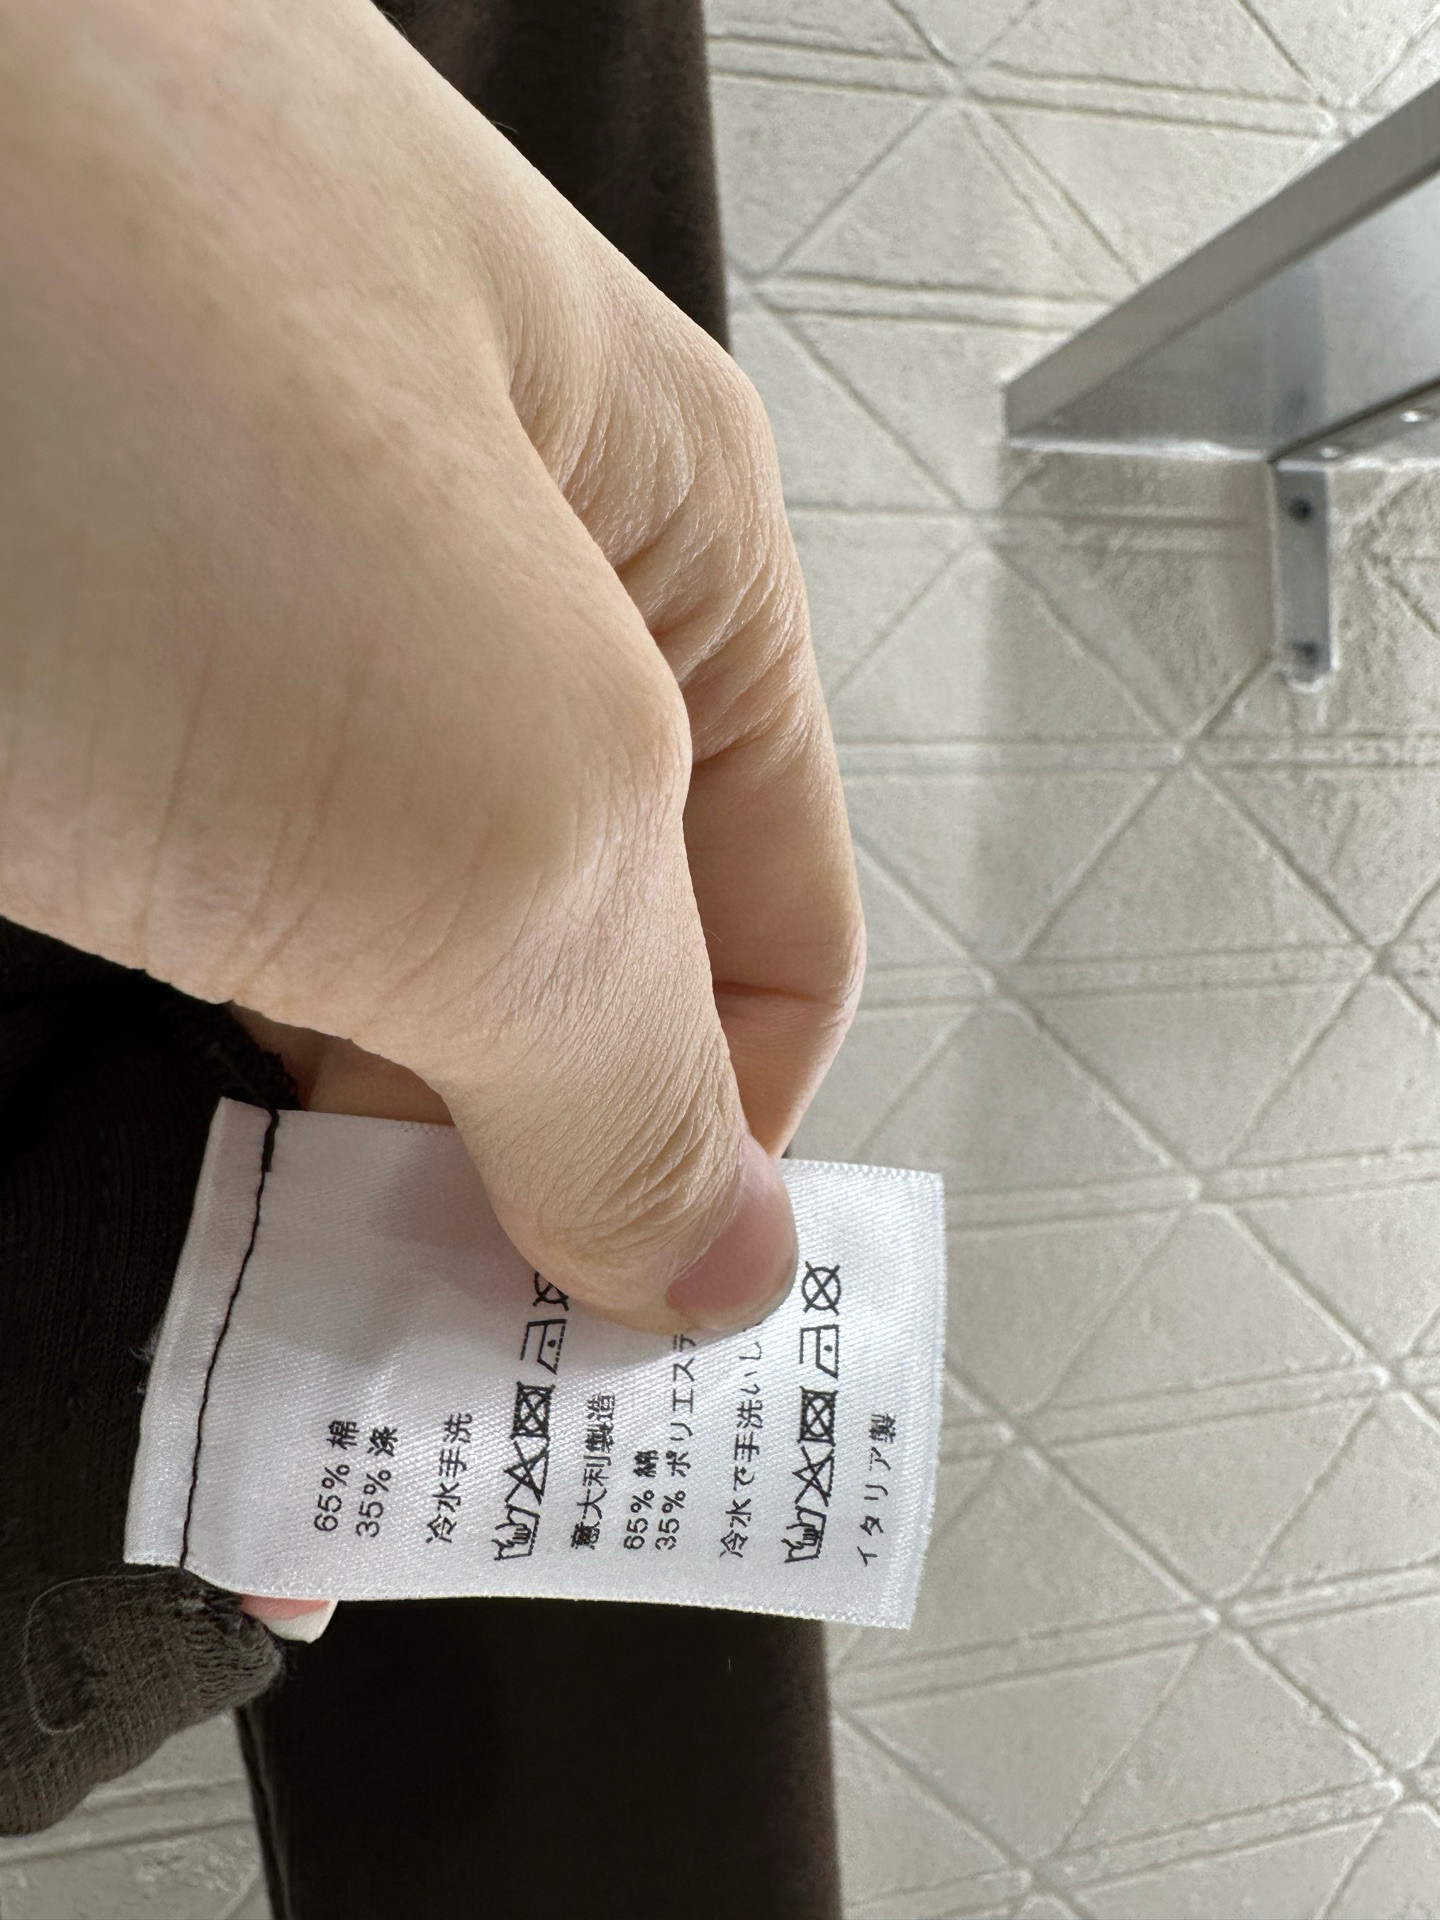 65% 棉
35% 涤
冷水手洗
意大利製造
65% 綿
35% ポリエステ
冷水で手洗いし
イタリア製